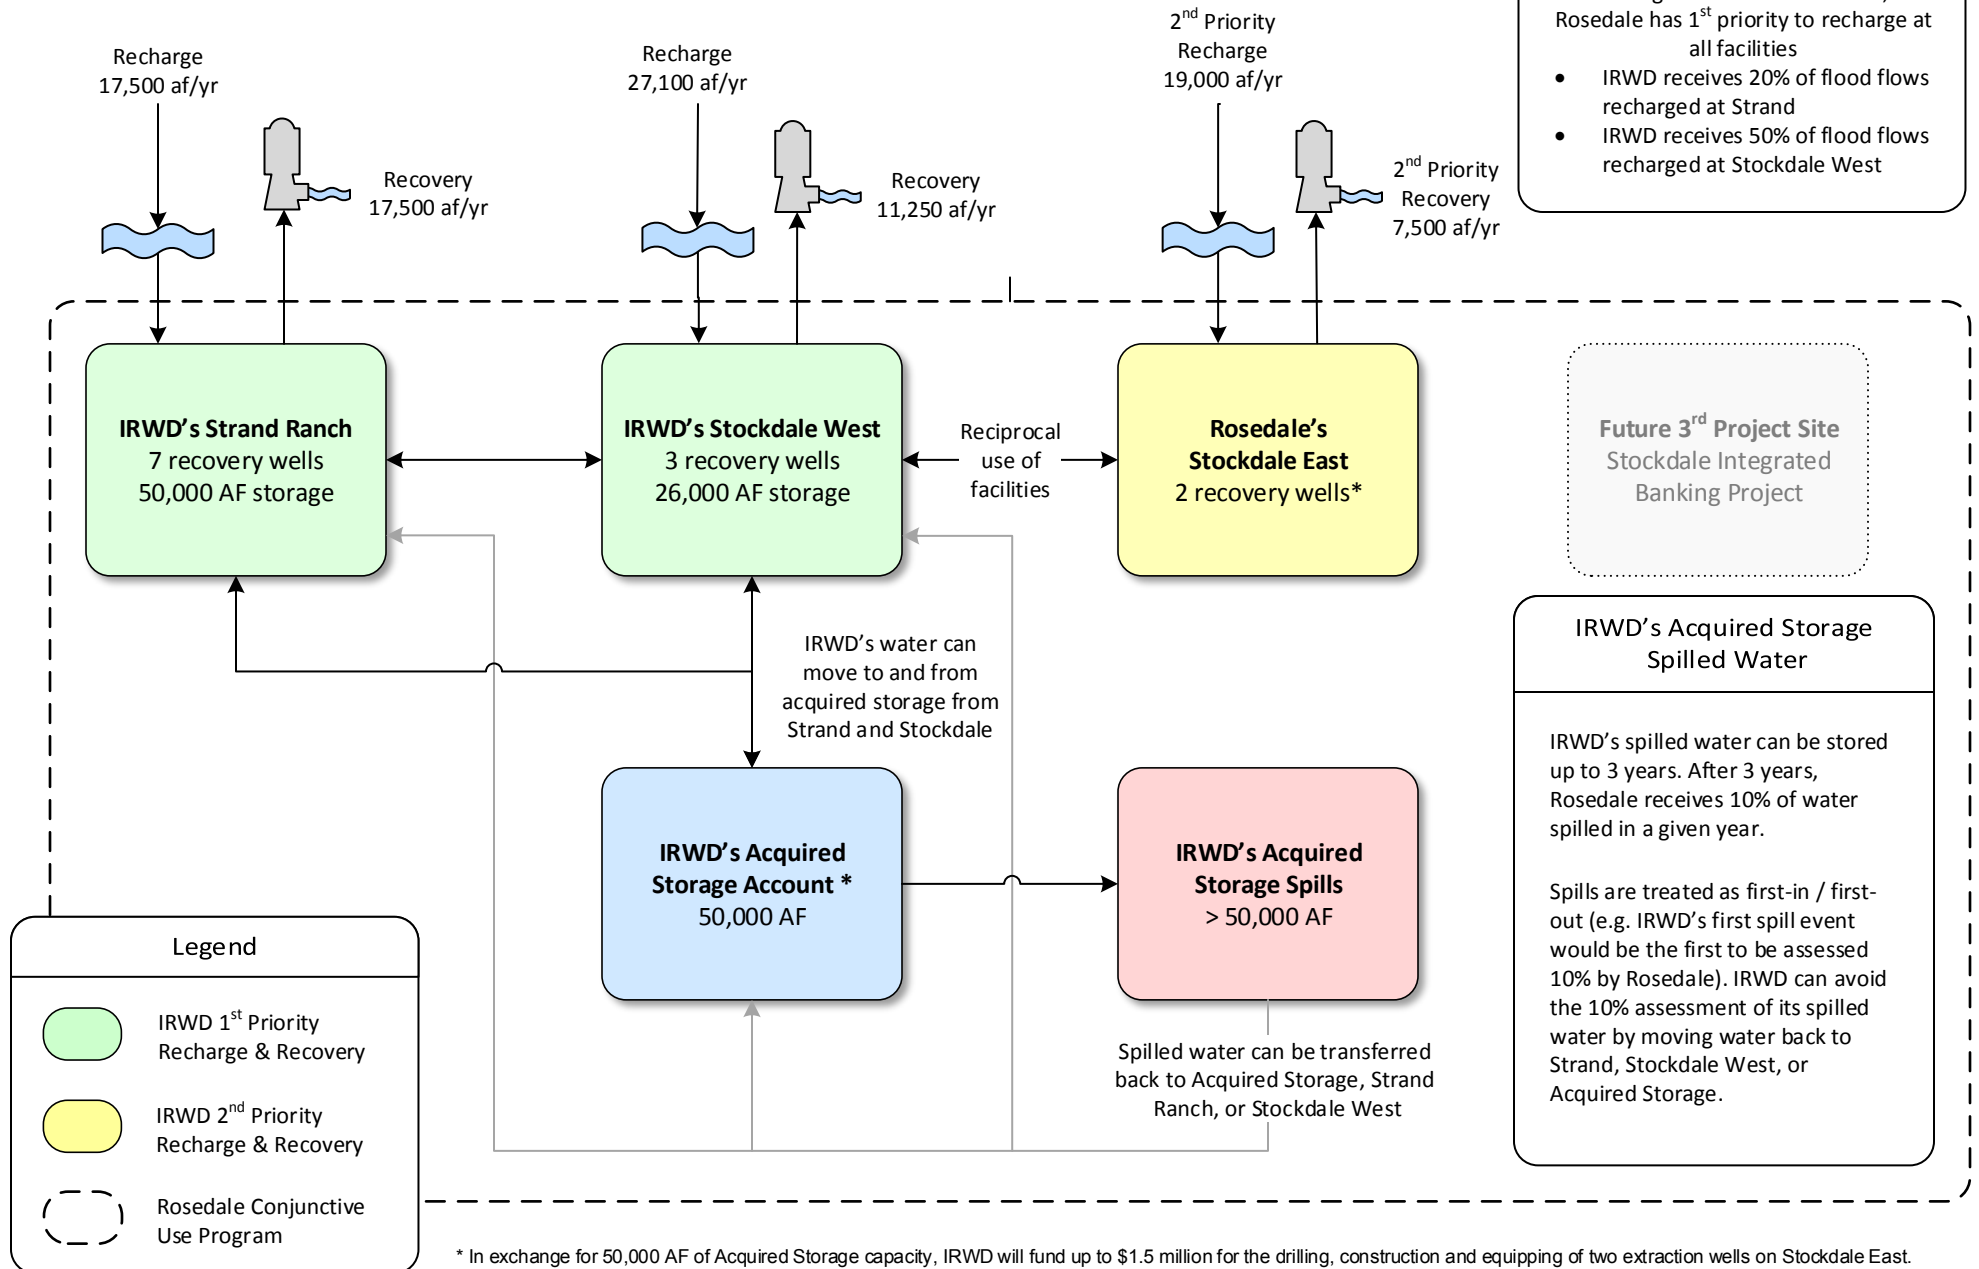 2nd Priority
Recharge
19,000 af/yr
Recharge
17,500 af/yr
Recharge
27,100 af/yr
Rosedale has 1st priority to recharge at
all facilities
• IRWD receives 20% of flood flows
recharged at Strand
• IRWD receives 50% of flood flows
recharged at Stockdale West
Recovery
17,500 af/yr
Recovery
11,250 af/yr
2nd Priority
Recovery
7,500 af/yr
IRWD's Strand Ranch
7 recovery wells
50,000 AF storage
IRWD's Stockdale West
3 recovery wells
26,000 AF storage
Reciprocal
use of
facilities
Rosedale's
Stockdale East
2 recovery wells*
Future 3rd Project Site
Stockdale Integrated
Banking Project
IRWD's water can
move to and from
acquired storage from
Strand and Stockdale
IRWD's Acquired Storage
Spilled Water
IRWD's spilled water can be stored
up to 3 years. After 3 years,
Rosedale receives 10% of water
spilled in a given year.
Spills are treated as first-in / first-
out (e.g. IRWD's first spill event
would be the first to be assessed
10% by Rosedale). IRWD can avoid
the 10% assessment of its spilled
water by moving water back to
Strand, Stockdale West, or
Acquired Storage.
IRWD's Acquired
Storage Account *
50,000 AF
IRWD's Acquired
Storage Spills
> 50,000 AF
Spilled water can be transferred
back to Acquired Storage, Strand
Ranch, or Stockdale West
Legend
IRWD 1st Priority
Recharge & Recovery
IRWD 2nd Priority
Recharge & Recovery
Rosedale Conjunctive
Use Program
* In exchange for 50,000 AF of Acquired Storage capacity, IRWD will fund up to $1.5 million for the drilling, construction and equipping of two extraction wells on Stockdale East.